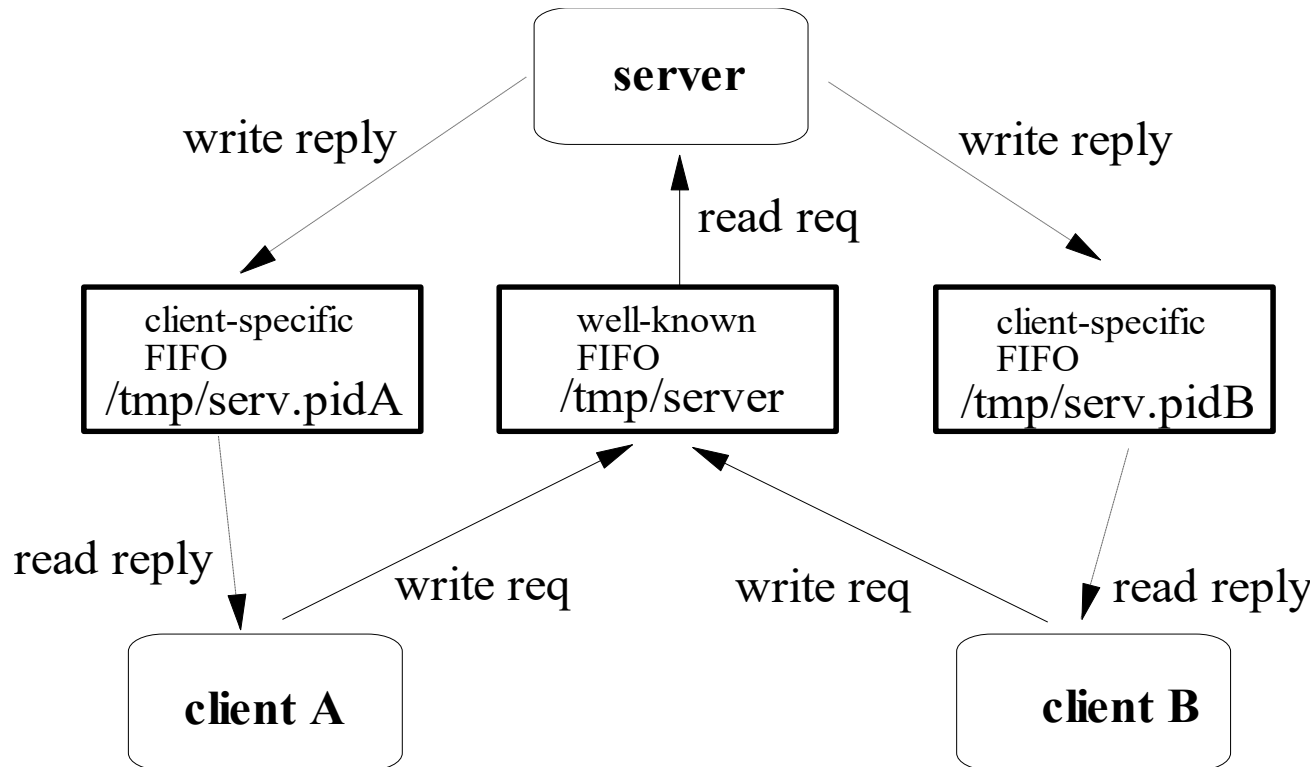 server
write reply
write reply
read req
client-specific
FIFO
/tmp/serv.pidA
well-known
FIFO
/tmp/server
client-specific
FIFO
/tmp/serv.pidB
read reply
write req
write req
read reply
client A
client B